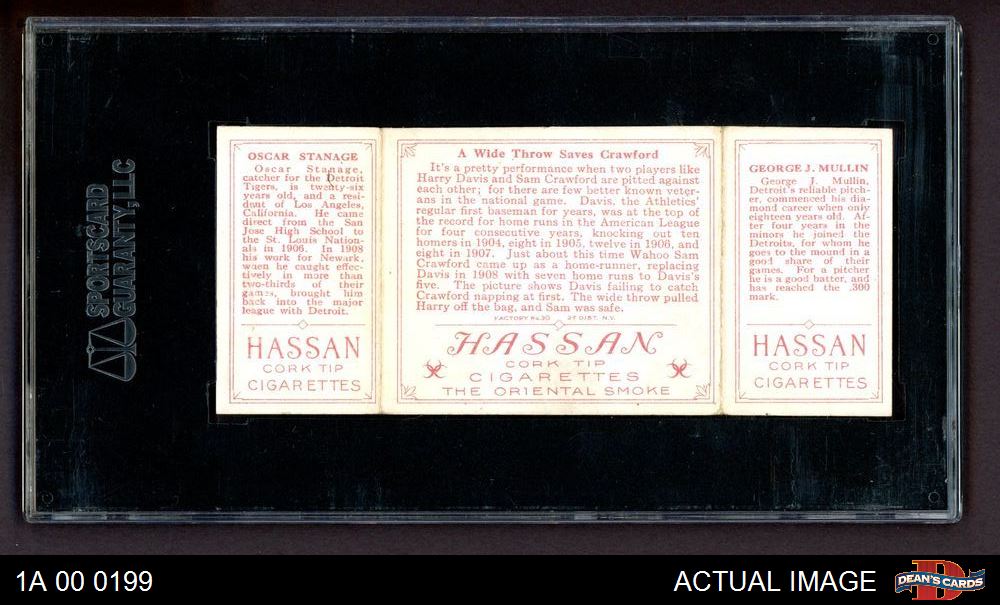 SPORTSCARD
GUARANTY, LLC
OSCAR STANAGE
Oscar Stanage,
catcher for the Detroit
Tigers, is twenty-six
years old, and a resi-
dent of Los Angeles,
California. He came
direct from the San
Jose High School to
the St. Louis Nation-
als in 1906. In 1908
his work for Newark,
when he caught effec-
tively in more than
two-thirds of their
games, brought him
back into the major
league with Detroit.
HASSAN
CORK TIP
CIGARETTES
A Wide Throw Saves Crawford
It's a pretty performance when two players like
Harry Davis and Sam Crawford are pitted against
each other; for there are few better known veter-
ans in the national game. Davis, the Athletics'
regular first baseman for years, was at the top of
the record for home runs in the American League
for four consecutive years, knocking out ten
homers in 1904, eight in 1905, twelve in 1906, and
eight in 1907. Just about this time Wahoo Sam
Crawford came up as a home-runner, replacing
Davis in 1908 with seven home runs to Davis's
five. The picture shows Davis failing to catch
Crawford napping at first. The wide throw pulled
Harry off the bag, and Sam was safe.
FACTORY No. 30 2D DIST. N.Y.
HASSAN
CORK TIP
CIGARETTES
THE ORIENTAL SMOKE
GEORGE J. MULLIN
George J. Mullin,
Detroit's reliable pitch-
er, commenced his dia-
mond career when only
eighteen years old. Af-
ter four years in the
minors he joined the
Detroits, for whom he
goes to the mound in a
good share of their
games. For a pitcher
he is a good batter, and
has reached the .300
mark.
HASSAN
CORK TIP
CIGARETTES
1A 00 0199
ACTUAL IMAGE
D
DEAN'S CARDS